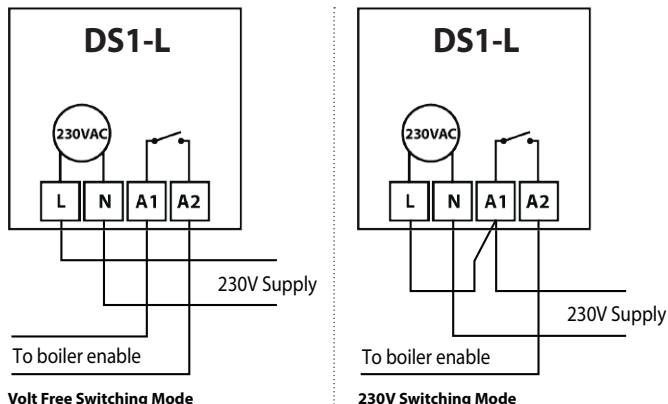 DS1-L
230VAC
L N A1 A2
230V Supply
To boiler enable
Volt Free Switching Mode
DS1-L
230VAC
L N A1 A2
230V Supply
To boiler enable
230V Switching Mode